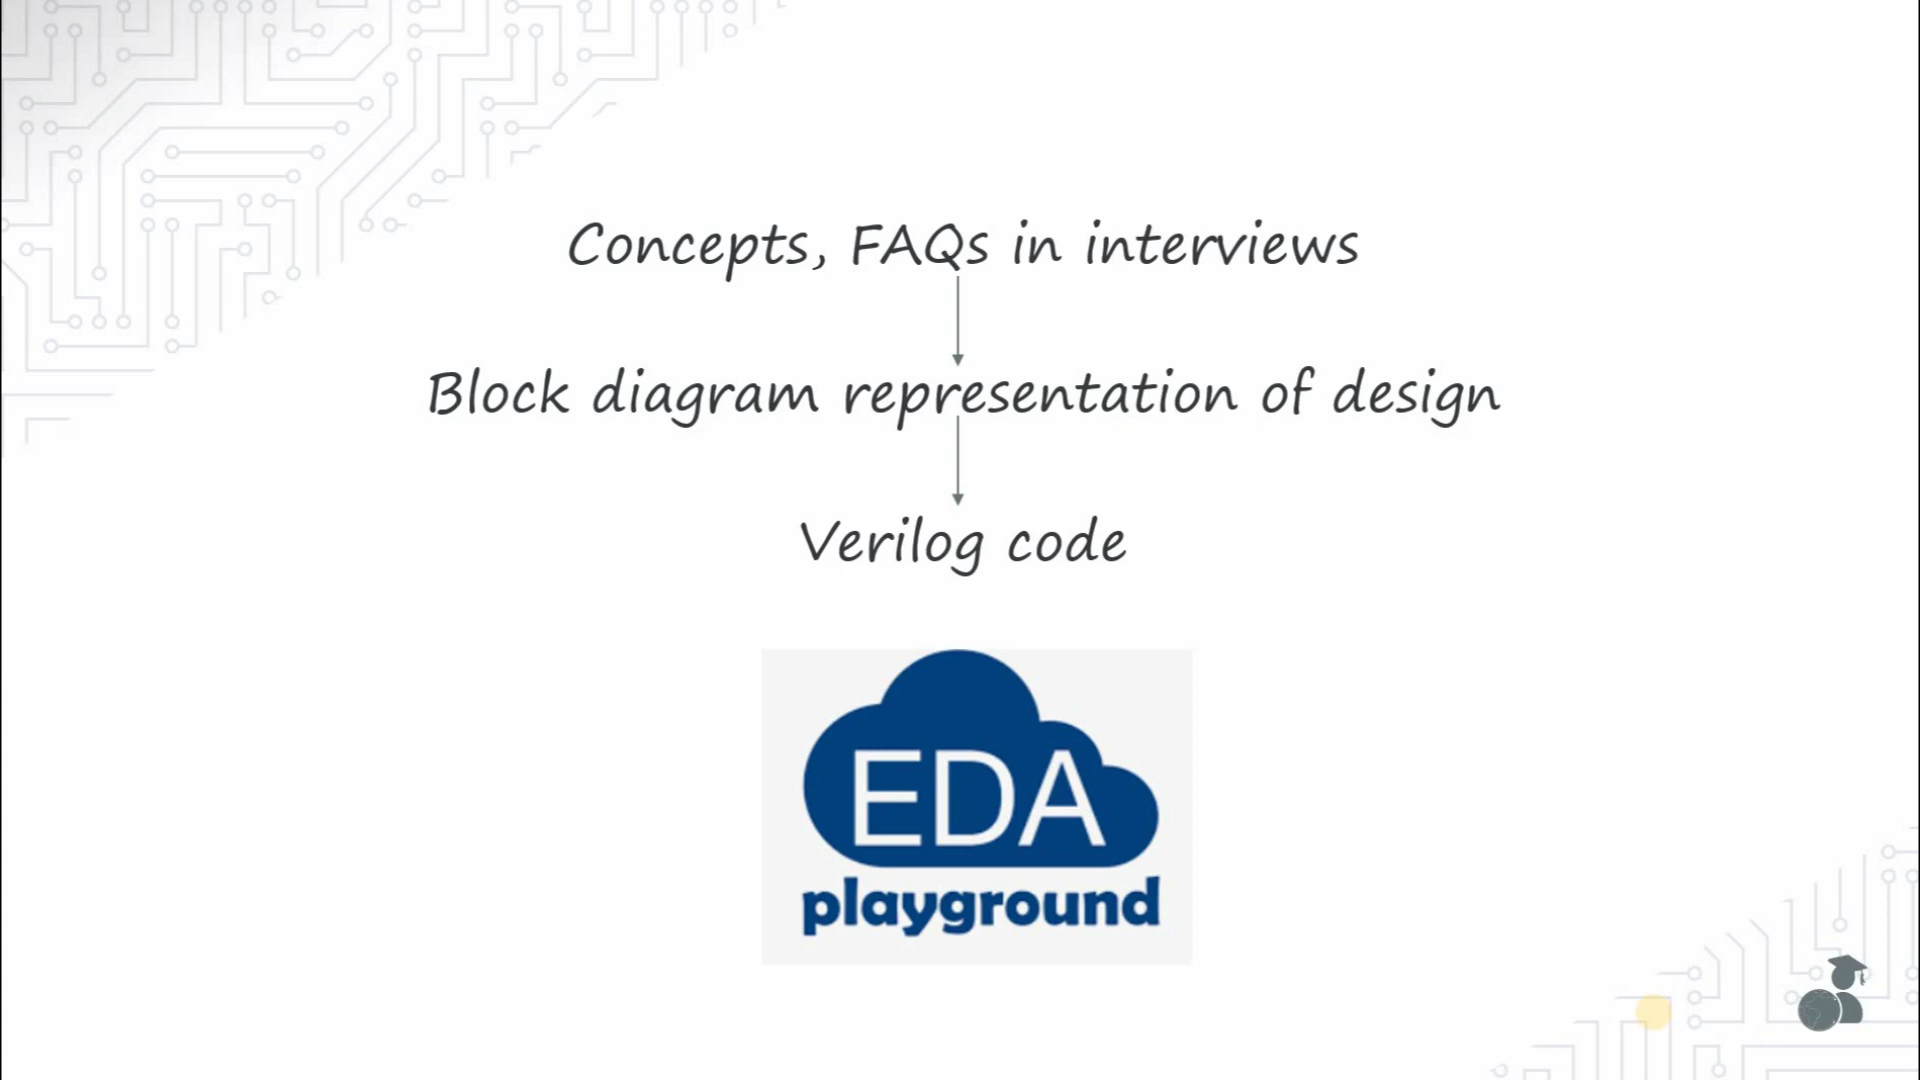 Concepts, FAQs in interviews
Block diagram representation of design
Verilog code
EDA
playground